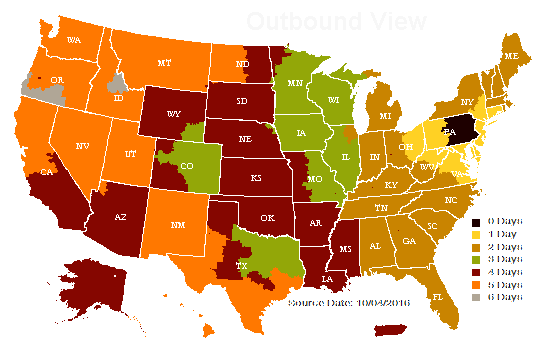 Outbound View
WA
ME
MT
ND
OR
MN
ID
WI
SD
NY
WY
MI
IA
PA
NE
OH
NV
IL
IN
UT
CO
WV
VA
CA
KS
MO
KY
NC
TN
OK
AZ
NM
AR
SC
MS
AL
GA
TX
LA
FL
0 Days
1 Day
2 Days
3 Days
4 Days
5 Days
6 Days
Source Date: 10/04/2016